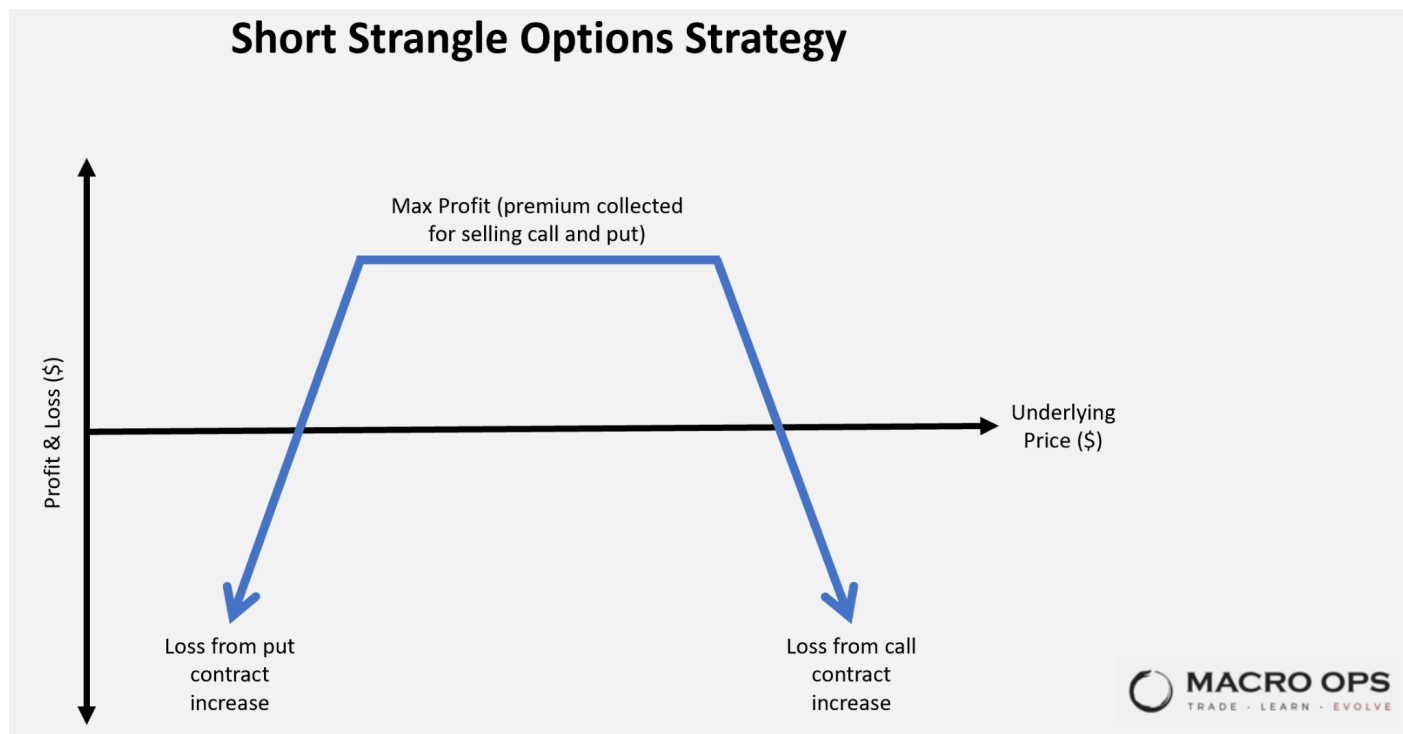 Short Strangle Options Strategy
Max Profit (premium collected
for selling call and put)
Profit & Loss ($)
Underlying
Price ($)
Loss from put
contract
increase
Loss from call
contract
increase
MACRO OPS
TRADE · LEARN · EVOLVE